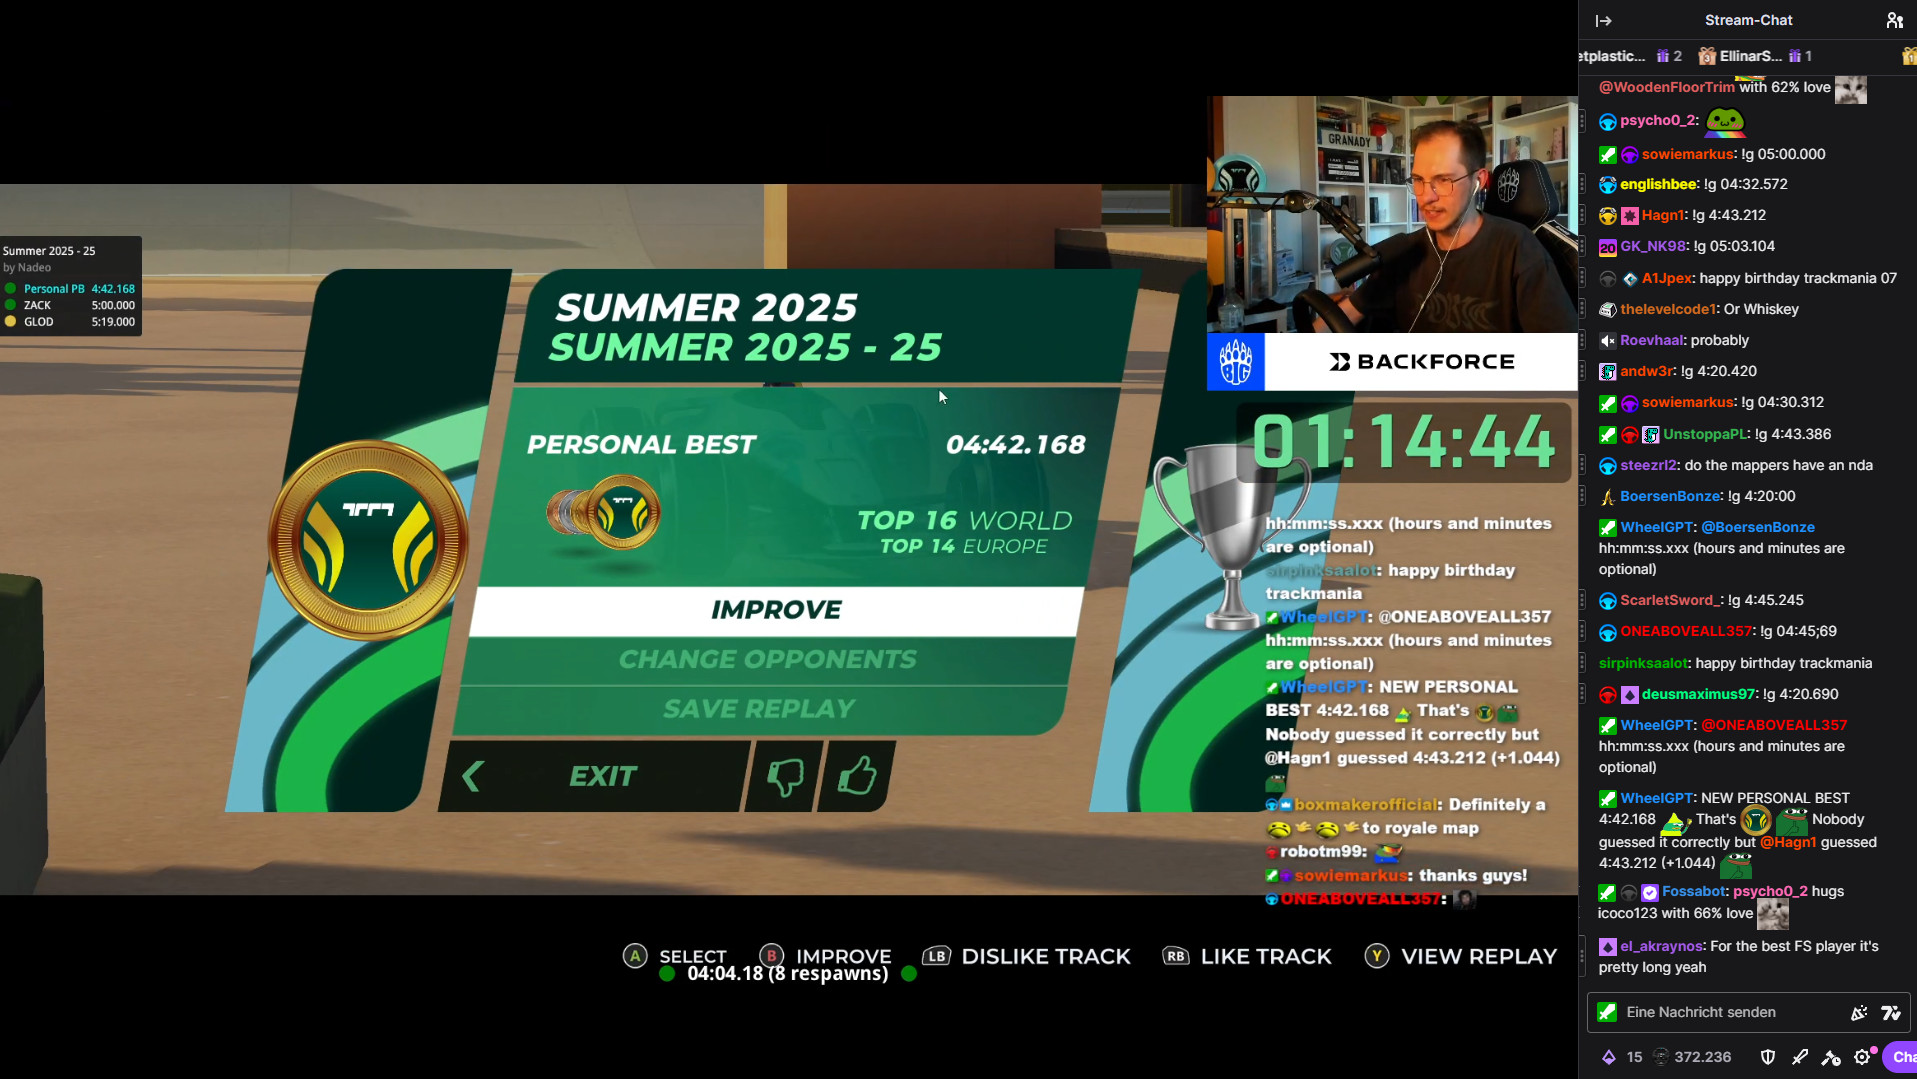 Summer 2025 - 25
by Nadeo
Personal PB 4:42.168
ZACK 5:00.000
GLOD 5:19.000
SUMMER 2025
SUMMER 2025 - 25
PERSONAL BEST 04:42.168
TOP 16 WORLD
TOP 14 EUROPE
IMPROVE
CHANGE OPPONENTS
SAVE REPLAY
EXIT
A SELECT B IMPROVE LB DISLIKE TRACK RB LIKE TRACK Y VIEW REPLAY
04:04.18 (8 respawns)
GRANADY
BIG
BACKFORCE
01:14:44
hh:mm:ss.xxx (hours and minutes
are optional)
sirpinksaalot: happy birthday
trackmania
WheelGPT: @ONEABOVEALL357
hh:mm:ss.xxx (hours and minutes
are optional)
WheelGPT: NEW PERSONAL
BEST 4:42.168 That's
Nobody guessed it correctly but
@Hagn1 guessed 4:43.212 (+1.044)
boxmakerofficial: Definitely a
to royale map
robotm99:
sowiemarkus: thanks guys!
ONEABOVEALL357:
Stream-Chat
etplastic... 2 EllinarS... 1
@WoodenFloorTrim with 62% love
psycho0_2:
sowiemarkus: !g 05:00.000
englishbee: !g 04:32.572
Hagn1: !g 4:43.212
GK_NK98: !g 05:03.104
A1Jpex: happy birthday trackmania 07
thelevelcode1: Or Whiskey
Roevhaal: probably
andw3r: !g 4:20.420
sowiemarkus: !g 04:30.312
UnstoppaPL: !g 4:43.386
steezrl2: do the mappers have an nda
BoersenBonze: !g 4:20:00
WheelGPT: @BoersenBonze
hh:mm:ss.xxx (hours and minutes are
optional)
ScarletSword_: !g 4:45.245
ONEABOVEALL357: !g 04:45;69
sirpinksaalot: happy birthday trackmania
deusmaximus97: !g 4:20.690
WheelGPT: @ONEABOVEALL357
hh:mm:ss.xxx (hours and minutes are
optional)
WheelGPT: NEW PERSONAL BEST
4:42.168 That's Nobody
guessed it correctly but @Hagn1 guessed
4:43.212 (+1.044)
Fossabot: psycho0_2 hugs
icoco123 with 66% love
el_akraynos: For the best FS player it's
pretty long yeah
Eine Nachricht senden
15 372.236 Cha